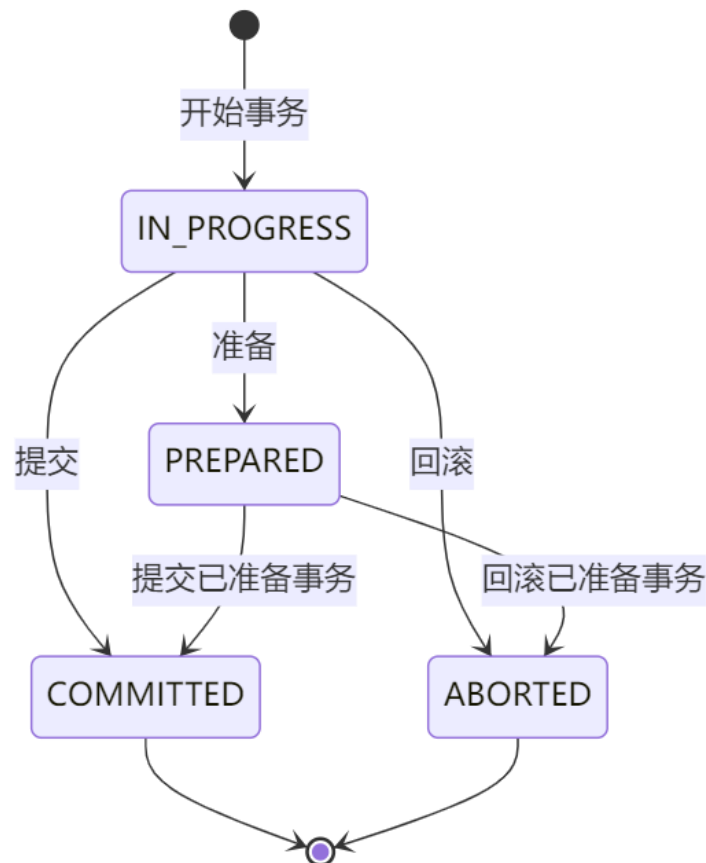 开始事务
IN_PROGRESS
准备
提交
PREPARED
回滚
提交已准备事务
回滚已准备事务
COMMITTED
ABORTED